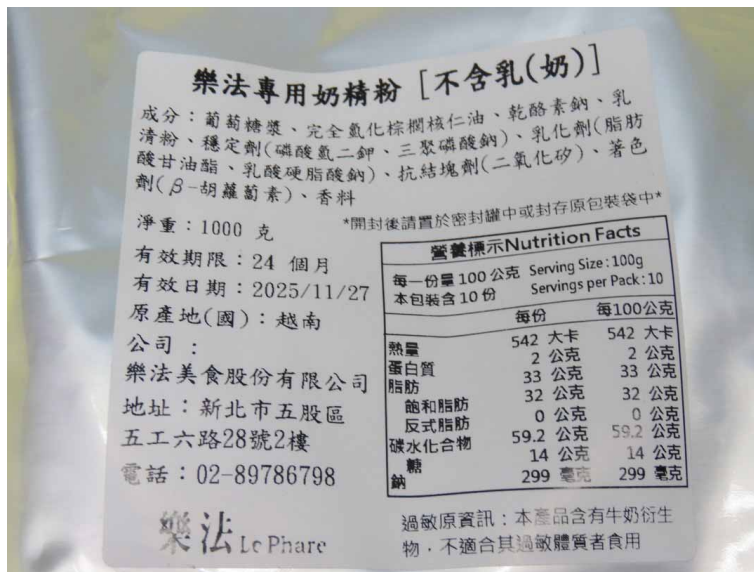 樂法專用奶精粉 [不含乳(奶)]
成分：葡萄糖漿、完全氫化棕櫚核仁油、乾酪素鈉、乳
清粉、穩定劑(磷酸氫二鉀、三聚磷酸鈉)、乳化劑(脂肪
酸甘油酯、乳酸硬脂酸鈉)、抗結塊劑(二氧化矽)、著色
劑(β-胡蘿蔔素)、香料
*開封後請置於密封罐中或封存原包裝袋中*
淨重：1000 克
有效期限：24 個月
有效日期：2025/11/27
原產地(國)：越南
公司 :
樂法美食股份有限公司
地址：新北市五股區
五工六路28號2樓
電話：02-89786798
樂法 Le Phare
營養標示Nutrition Facts
每一份量 100 公克 Serving Size:100g
本包裝含 10 份 Servings per Pack:10
每份 每100公克
熱量 542 大卡 542 大卡
蛋白質 2 公克 2 公克
脂肪 33 公克 33 公克
飽和脂肪 32 公克 32 公克
反式脂肪 0 公克 0 公克
碳水化合物 59.2 公克 59.2 公克
糖 14 公克 14 公克
鈉 299 毫克 299 毫克
過敏原資訊：本產品含有牛奶衍生
物，不適合其過敏體質者食用